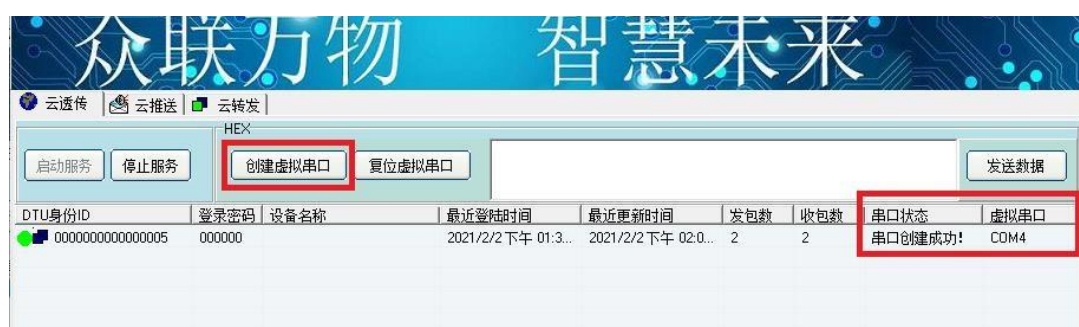 众联万物 智慧未来
云透传 云推送 云转发
HEX
启动服务 停止服务 创建虚拟串口 复位虚拟串口 发送数据
DTU身份ID 登录密码 设备名称 最近登陆时间 最近更新时间 发包数 收包数 串口状态 虚拟串口
0000000000000005 000000 2021/2/2 下午 01:3... 2021/2/2 下午 02:0... 2 2 串口创建成功! COM4